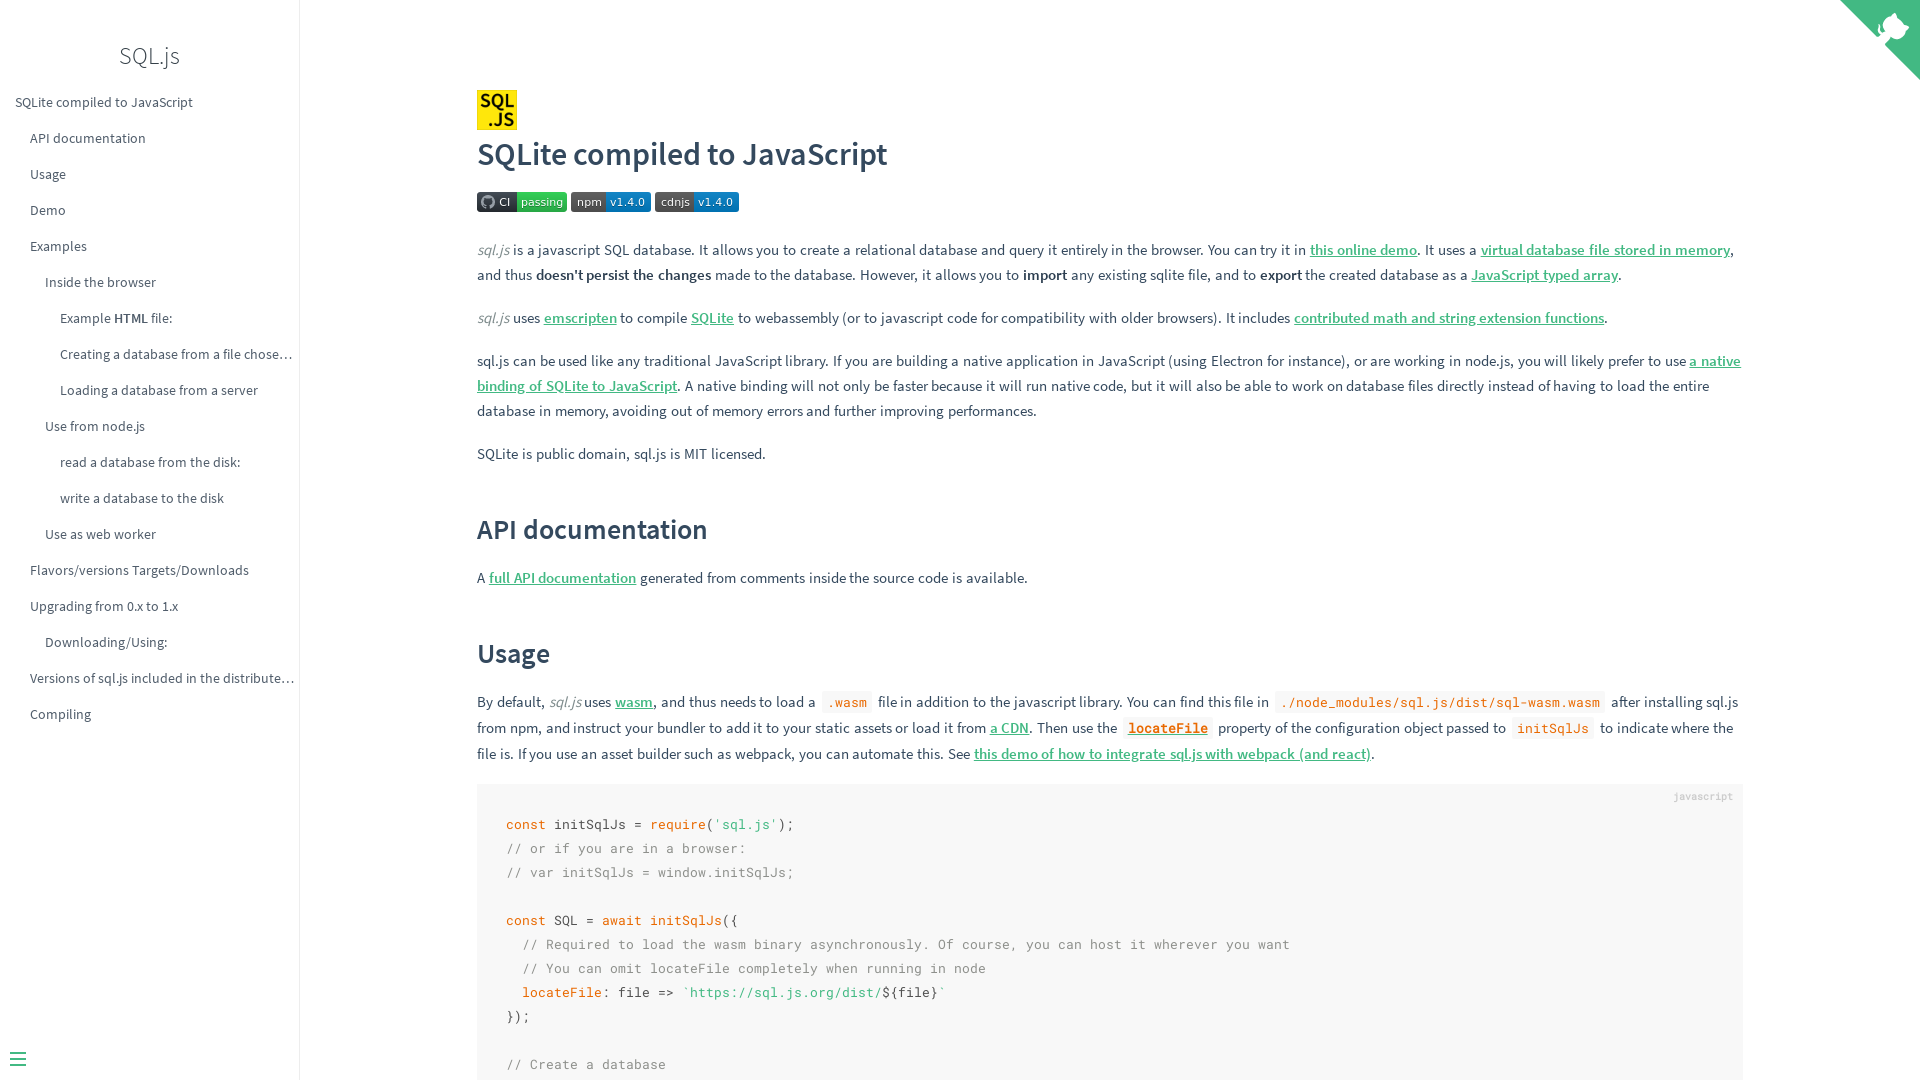 SQL.js
SQLite compiled to JavaScript
API documentation
Usage
Demo
Examples
Inside the browser
Example HTML file:
Creating a database from a file chose…
Loading a database from a server
Use from node.js
read a database from the disk:
write a database to the disk
Use as web worker
Flavors/versions Targets/Downloads
Upgrading from 0.x to 1.x
Downloading/Using:
Versions of sql.js included in the distribute…
Compiling
SQL
.JS
SQLite compiled to JavaScript
CI passing npm v1.4.0 cdnjs v1.4.0
sql.js is a javascript SQL database. It allows you to create a relational database and query it entirely in the browser. You can try it in this online demo. It uses a virtual database file stored in memory,
and thus doesn't persist the changes made to the database. However, it allows you to import any existing sqlite file, and to export the created database as a JavaScript typed array.
sql.js uses emscripten to compile SQLite to webassembly (or to javascript code for compatibility with older browsers). It includes contributed math and string extension functions.
sql.js can be used like any traditional JavaScript library. If you are building a native application in JavaScript (using Electron for instance), or are working in node.js, you will likely prefer to use a native
binding of SQLite to JavaScript. A native binding will not only be faster because it will run native code, but it will also be able to work on database files directly instead of having to load the entire
database in memory, avoiding out of memory errors and further improving performances.
SQLite is public domain, sql.js is MIT licensed.
API documentation
A full API documentation generated from comments inside the source code is available.
Usage
By default, sql.js uses wasm, and thus needs to load a .wasm file in addition to the javascript library. You can find this file in ./node_modules/sql.js/dist/sql-wasm.wasm after installing sql.js
from npm, and instruct your bundler to add it to your static assets or load it from a CDN. Then use the locateFile property of the configuration object passed to initSqlJs to indicate where the
file is. If you use an asset builder such as webpack, you can automate this. See this demo of how to integrate sql.js with webpack (and react).
javascript
const initSqlJs = require('sql.js');
// or if you are in a browser:
// var initSqlJs = window.initSqlJs;
const SQL = await initSqlJs({
// Required to load the wasm binary asynchronously. Of course, you can host it wherever you want
// You can omit locateFile completely when running in node
locateFile: file => `https://sql.js.org/dist/${file}`
});
// Create a database